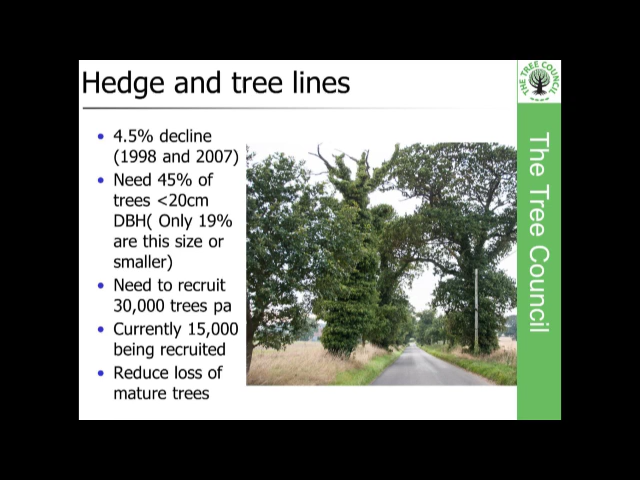 Hedge and tree lines
THE TREE COUNCIL
• 4.5% decline
(1998 and 2007)
• Need 45% of
trees <20cm
DBH( Only 19%
are this size or
smaller)
• Need to recruit
30,000 trees pa
• Currently 15,000
being recruited
• Reduce loss of
mature trees
The Tree Council